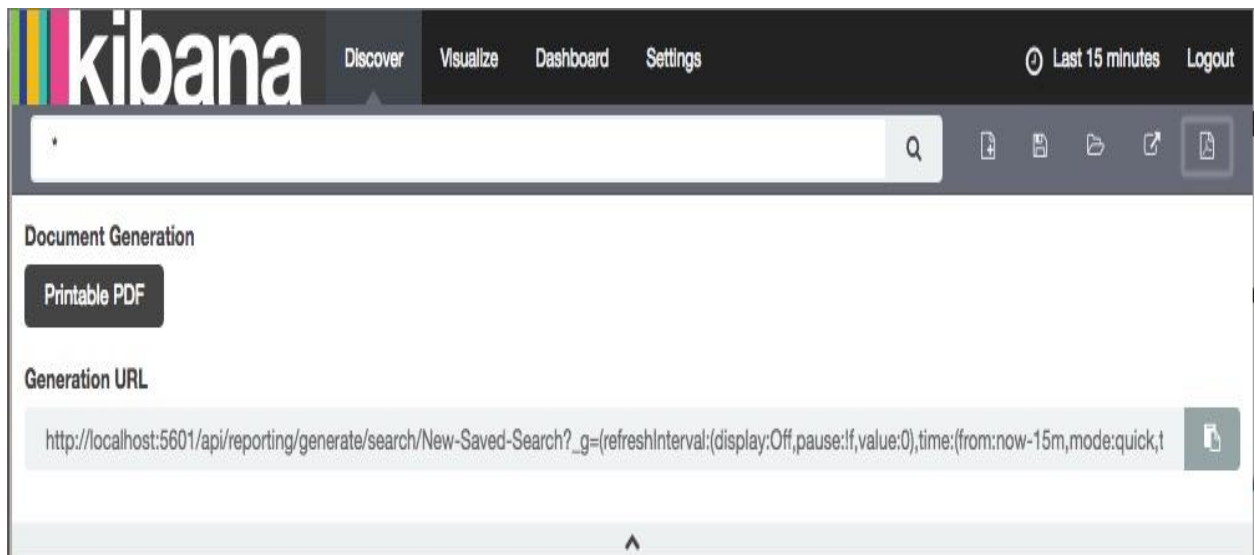 kibana Discover Visualize Dashboard Settings Last 15 minutes Logout
*
Document Generation
Printable PDF
Generation URL
http://localhost:5601/api/reporting/generate/search/New-Saved-Search?_g=(refreshInterval:(display:Off,pause:!f,value:0),time:(from:now-15m,mode:quick,t